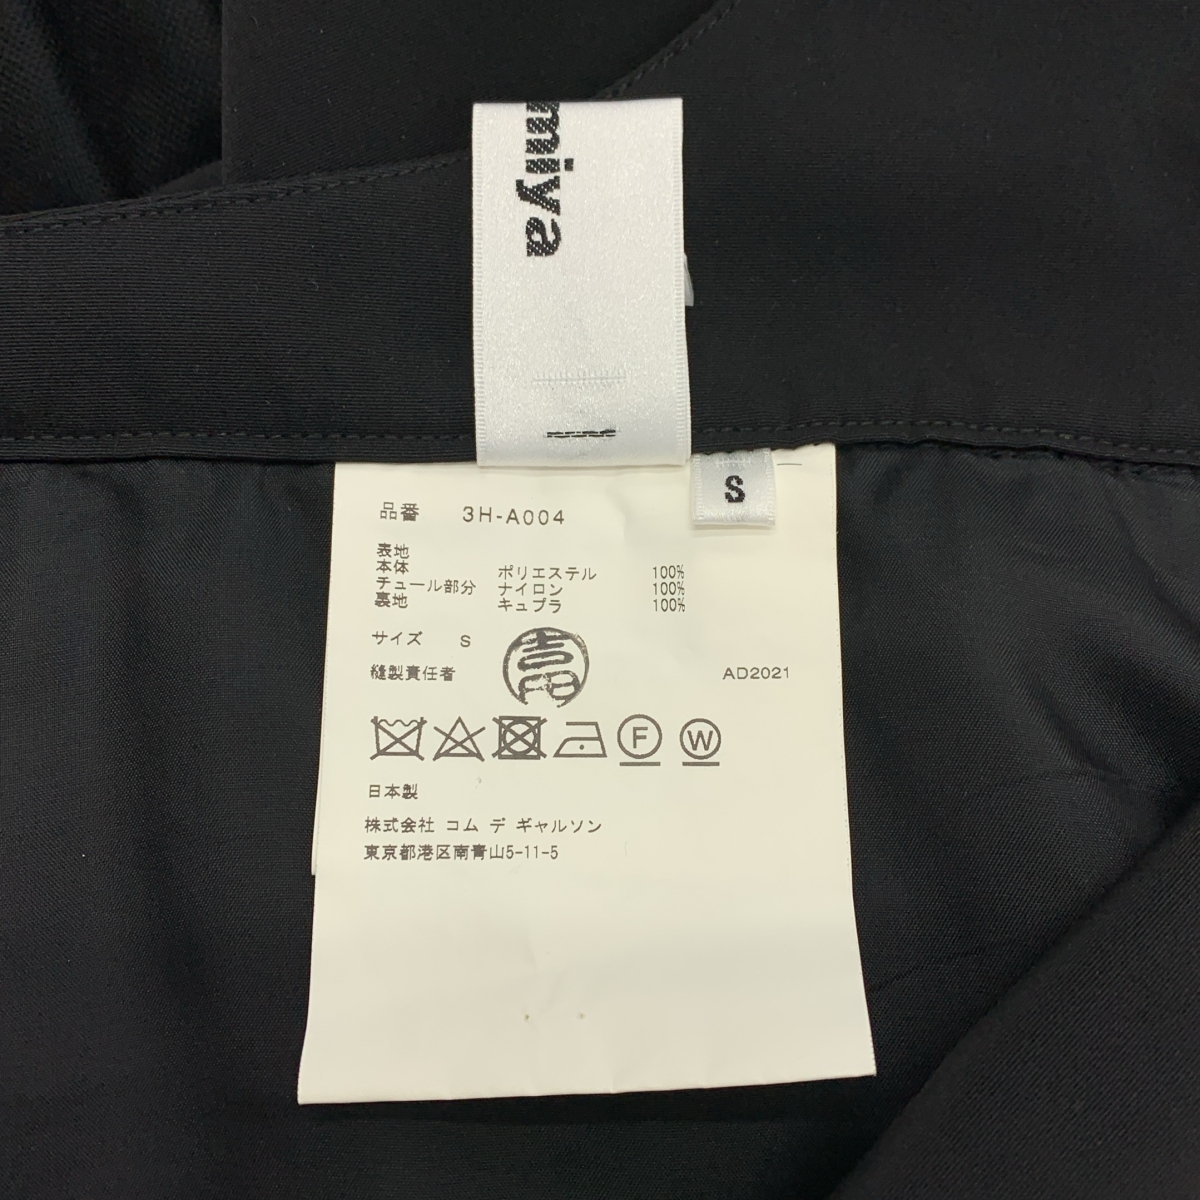 miya
S
品番 3H-A004
表地
本体 ポリエステル 100%
チュール部分 ナイロン 100%
裏地 キュプラ 100%
サイズ S
縫製責任者 AD2021
F W
日本製
株式会社 コム デ ギャルソン
東京都港区南青山5-11-5